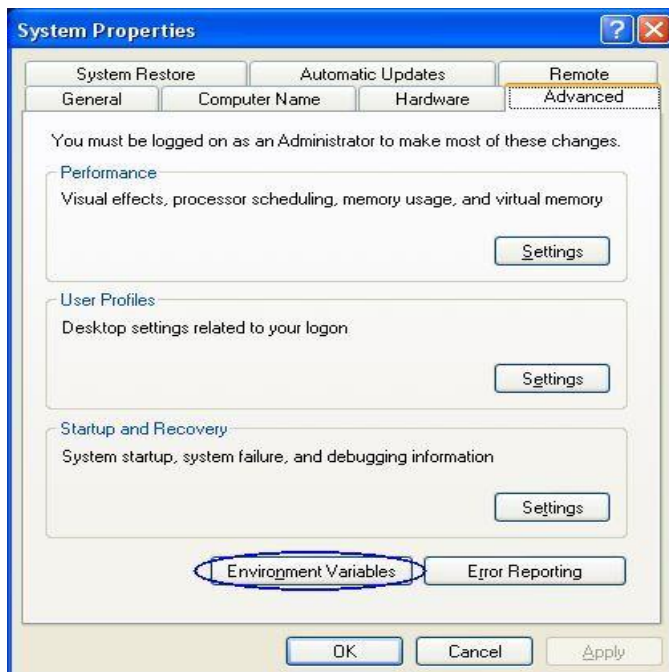 System Properties
?
X
System Restore
Automatic Updates
Remote
General
Computer Name
Hardware
Advanced
You must be logged on as an Administrator to make most of these changes.
Performance
Visual effects, processor scheduling, memory usage, and virtual memory
Settings
User Profiles
Desktop settings related to your logon
Settings
Startup and Recovery
System startup, system failure, and debugging information
Settings
Environment Variables
Error Reporting
OK
Cancel
Apply